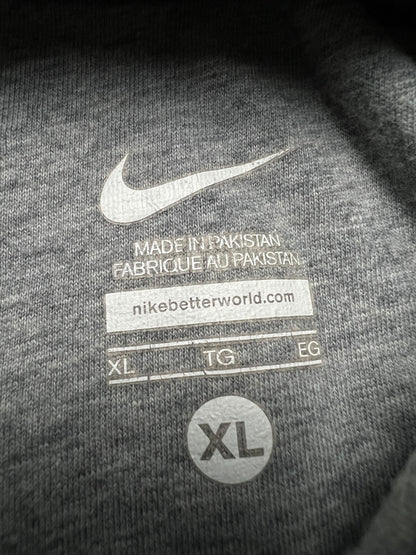 MADE IN PAKISTAN
FABRIQUE AU PAKISTAN
nikebetterworld.com
XL TG EG
XL